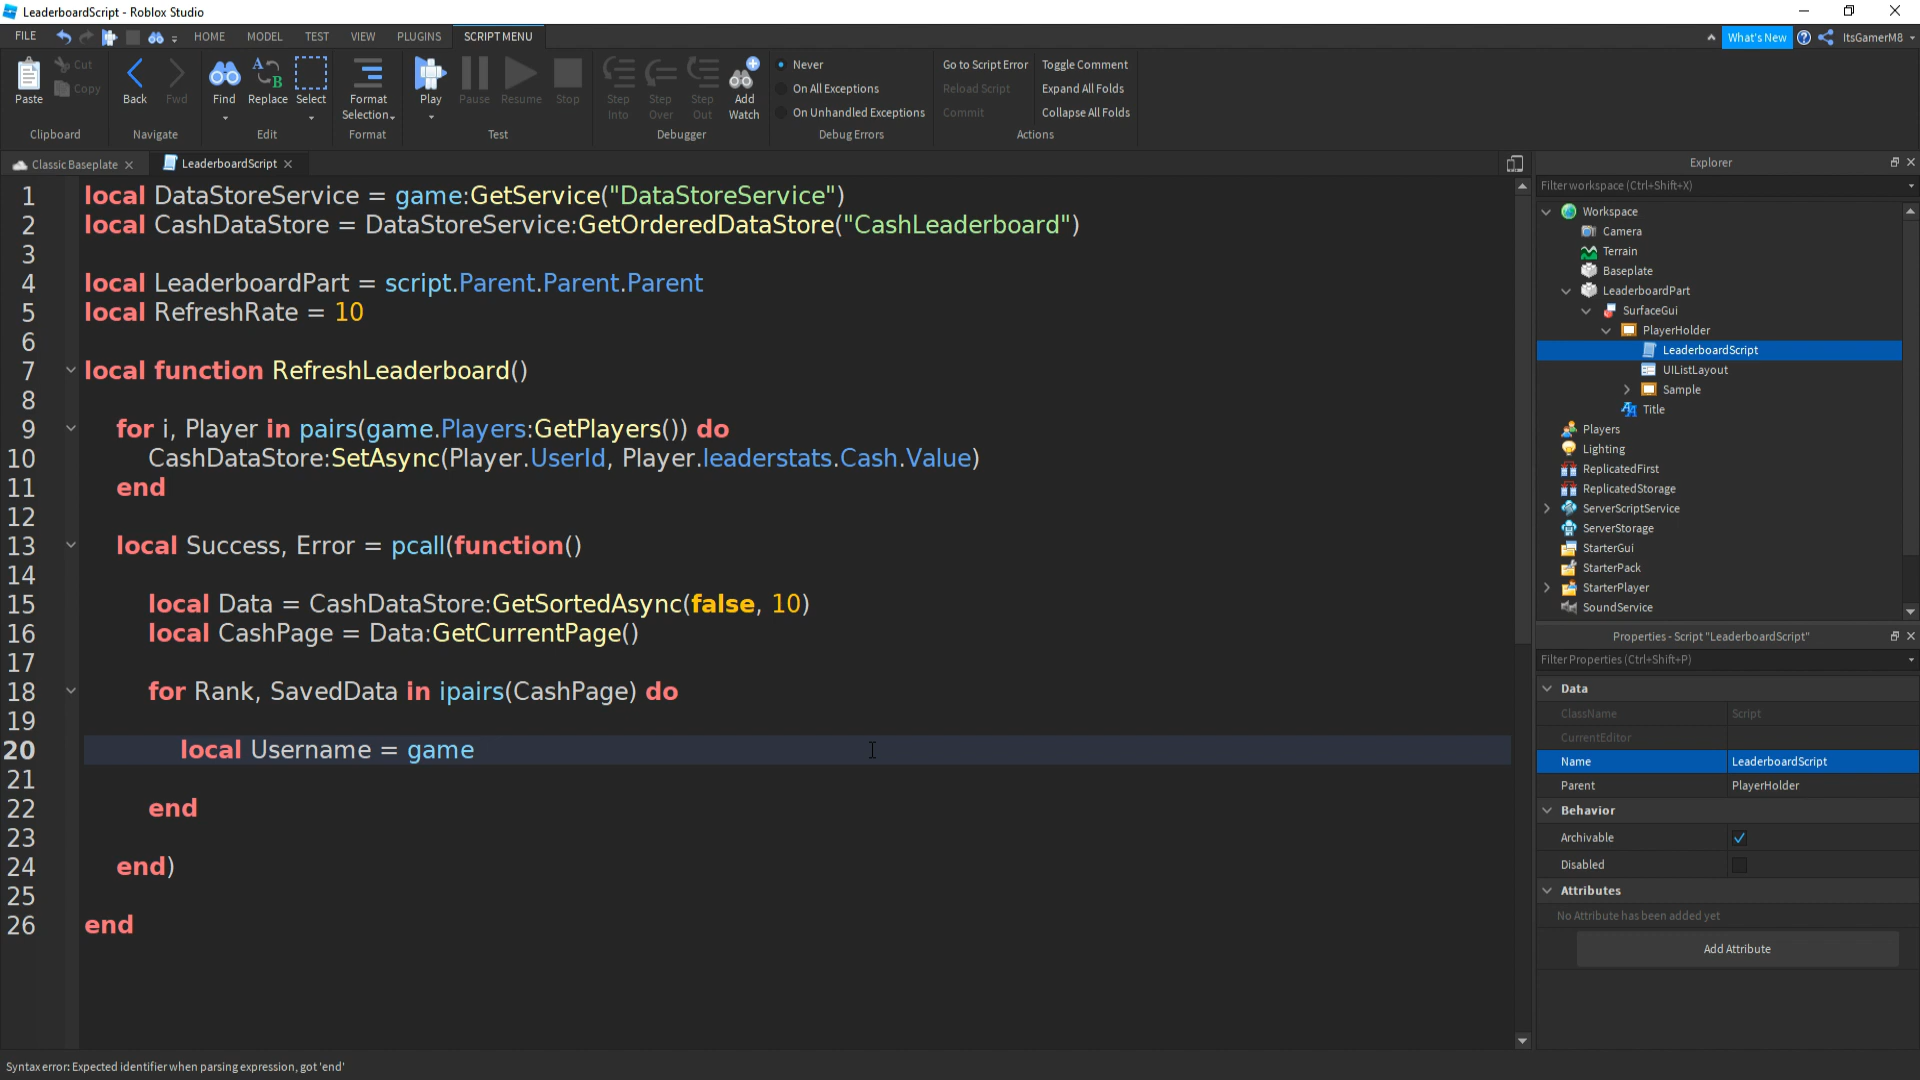 LeaderboardScript - Roblox Studio
FILE HOME MODEL TEST VIEW PLUGINS SCRIPT MENU What's New ItsGamerM8
Paste Cut Copy
Clipboard
Back Fwd
Navigate
Find Replace Select
Edit
Format Selection
Format
Play Pause Resume Stop
Test
Step Into Step Over Step Out Add Watch
Debugger
Never
On All Exceptions
On Unhandled Exceptions
Debug Errors
Go to Script Error Toggle Comment
Reload Script Expand All Folds
Commit Collapse All Folds
Actions
Classic Baseplate LeaderboardScript
1 local DataStoreService = game:GetService("DataStoreService")
2 local CashDataStore = DataStoreService:GetOrderedDataStore("CashLeaderboard")
3
4 local LeaderboardPart = script.Parent.Parent.Parent
5 local RefreshRate = 10
6
7 local function RefreshLeaderboard()
8
9 for i, Player in pairs(game.Players:GetPlayers()) do
10 CashDataStore:SetAsync(Player.UserId, Player.leaderstats.Cash.Value)
11 end
12
13 local Success, Error = pcall(function()
14
15 local Data = CashDataStore:GetSortedAsync(false, 10)
16 local CashPage = Data:GetCurrentPage()
17
18 for Rank, SavedData in ipairs(CashPage) do
19
20 local Username = game
21
22 end
23
24 end)
25
26 end
Explorer
Filter workspace (Ctrl+Shift+X)
Workspace
Camera
Terrain
Baseplate
LeaderboardPart
SurfaceGui
PlayerHolder
LeaderboardScript
UIListLayout
Sample
Title
Players
Lighting
ReplicatedFirst
ReplicatedStorage
ServerScriptService
ServerStorage
StarterGui
StarterPack
StarterPlayer
SoundService
Properties - Script "LeaderboardScript"
Filter Properties (Ctrl+Shift+P)
Data
ClassName Script
CurrentEditor
Name LeaderboardScript
Parent PlayerHolder
Behavior
Archivable
Disabled
Attributes
No Attribute has been added yet
Add Attribute
Syntax error: Expected identifier when parsing expression, got 'end'